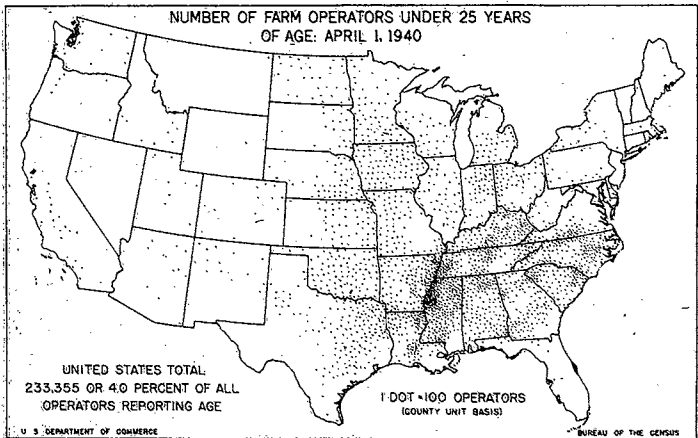 NUMBER OF FARM OPERATORS UNDER 25 YEARS
OF AGE: APRIL 1, 1940
UNITED STATES TOTAL
233,355 OR 4.0 PERCENT OF ALL
OPERATORS REPORTING AGE
1 DOT = 100 OPERATORS
(COUNTY UNIT BASIS)
U S DEPARTMENT OF COMMERCE
BUREAU OF THE CENSUS